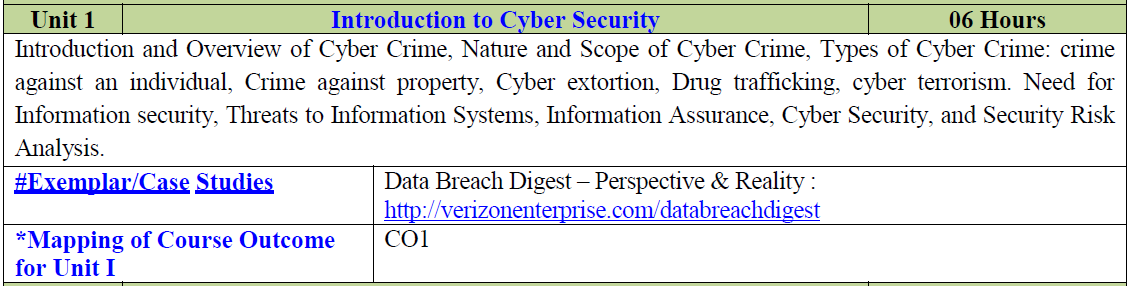 Unit 1 Introduction to Cyber Security 06 Hours
Introduction and Overview of Cyber Crime, Nature and Scope of Cyber Crime, Types of Cyber Crime: crime
against an individual, Crime against property, Cyber extortion, Drug trafficking, cyber terrorism. Need for
Information security, Threats to Information Systems, Information Assurance, Cyber Security, and Security Risk
Analysis.
#Exemplar/Case Studies
Data Breach Digest – Perspective & Reality :
http://verizonenterprise.com/databreachdigest
*Mapping of Course Outcome
for Unit I
CO1